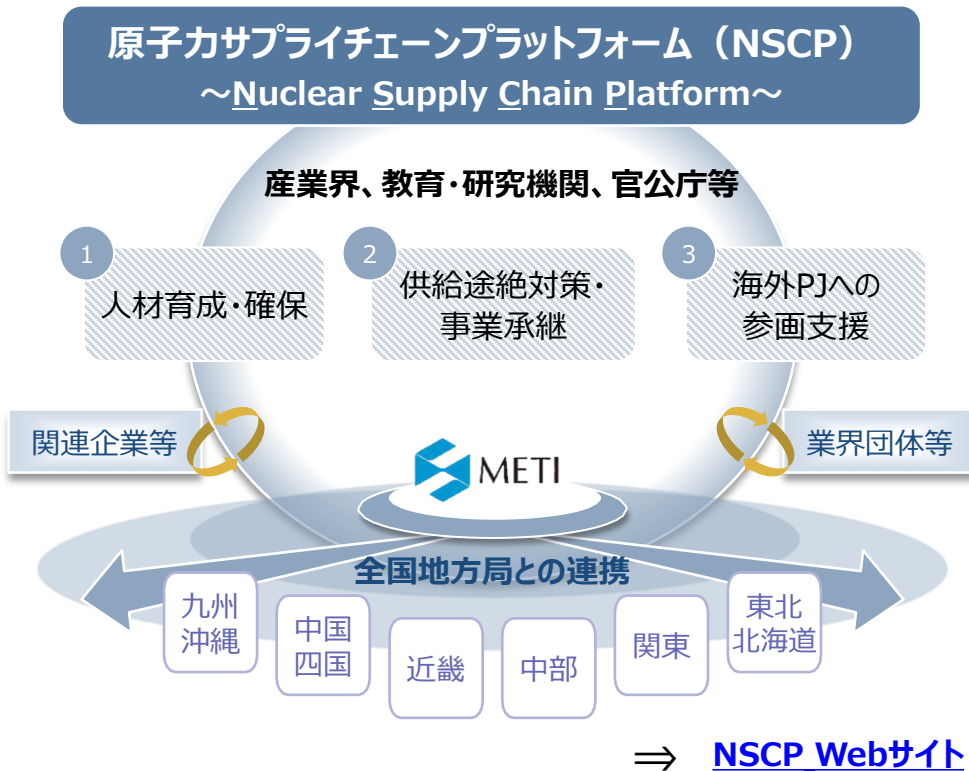 原子力サプライチェーンプラットフォーム（NSCP）
～Nuclear Supply Chain Platform～
産業界、教育・研究機関、官公庁等
1
人材育成・確保
2
供給途絶対策・
事業承継
3
海外PJへの
参画支援
関連企業等
業界団体等
METI
全国地方局との連携
九州
沖縄
中国
四国
近畿
中部
関東
東北
北海道
⇒ NSCP Webサイト